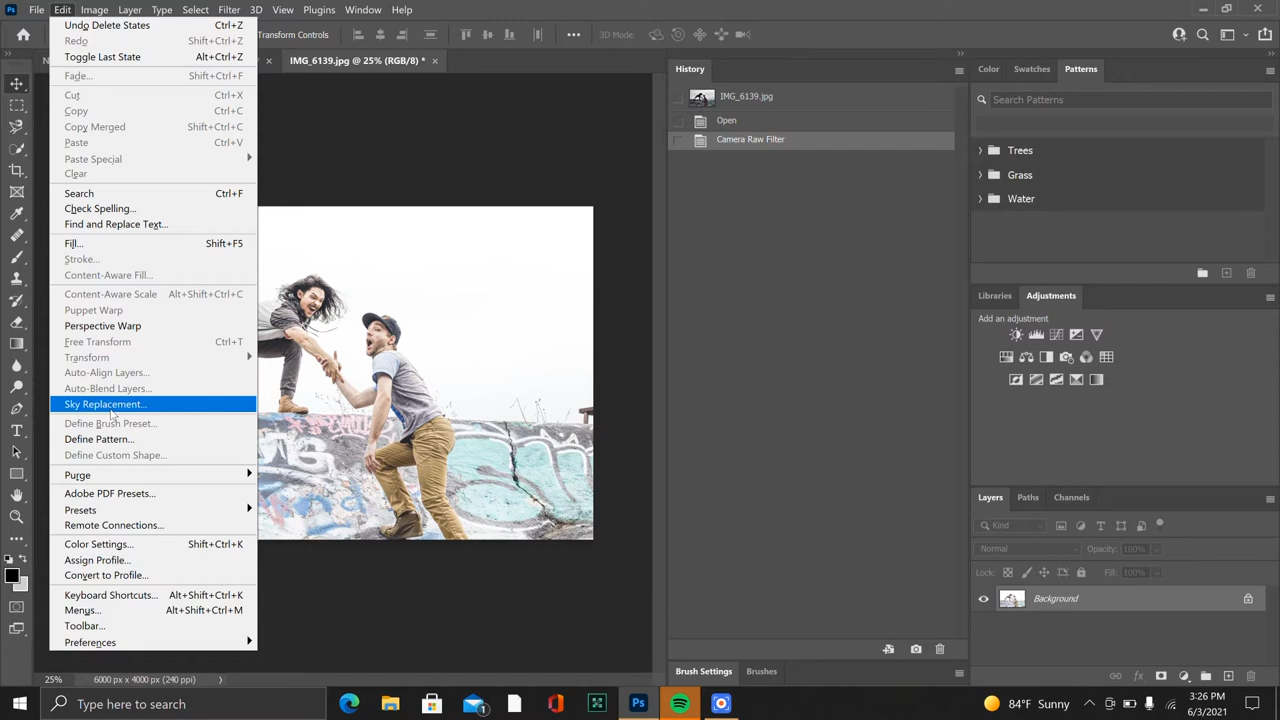 Ps File Edit Image Layer Type Select Filter 3D View Plugins Window Help
Transform Controls 3D Mode:
IMG_6139.jpg @ 25% (RGB/8) *
Undo Delete States Ctrl+Z
Redo Shift+Ctrl+Z
Toggle Last State Alt+Ctrl+Z
Fade... Shift+Ctrl+F
Cut Ctrl+X
Copy Ctrl+C
Copy Merged Shift+Ctrl+C
Paste Ctrl+V
Paste Special
Clear
Search Ctrl+F
Check Spelling...
Find and Replace Text...
Fill... Shift+F5
Stroke...
Content-Aware Fill...
Content-Aware Scale Alt+Shift+Ctrl+C
Puppet Warp
Perspective Warp
Free Transform Ctrl+T
Transform
Auto-Align Layers...
Auto-Blend Layers...
Sky Replacement...
Define Brush Preset...
Define Pattern...
Define Custom Shape...
Purge
Adobe PDF Presets...
Presets
Remote Connections...
Color Settings... Shift+Ctrl+K
Assign Profile...
Convert to Profile...
Keyboard Shortcuts... Alt+Shift+Ctrl+K
Menus... Alt+Shift+Ctrl+M
Toolbar...
Preferences
25% 6000 px x 4000 px (240 ppi)
History
IMG_6139.jpg
Open
Camera Raw Filter
Brush Settings Brushes
Color Swatches Patterns
Search Patterns
Trees
Grass
Water
Libraries Adjustments
Add an adjustment
Layers Paths Channels
Kind
Normal Opacity: 100%
Lock: Fill: 100%
Background
Type here to search
Ps
1
84°F Sunny
3:26 PM
6/3/2021